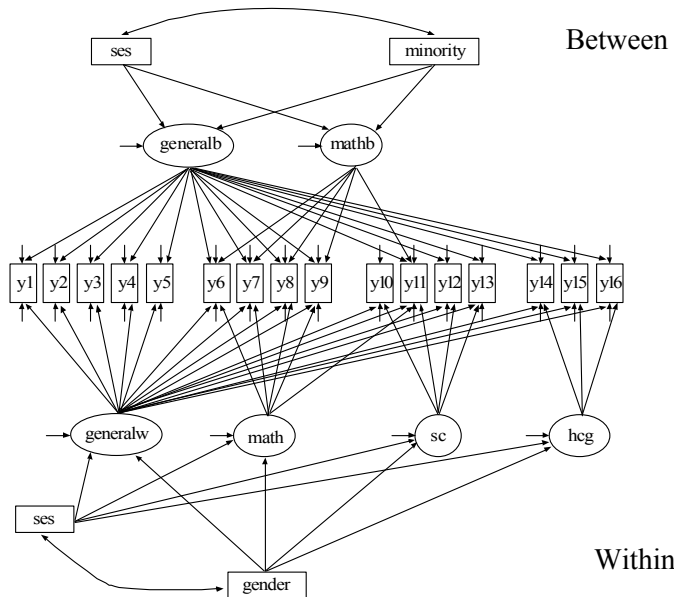 Between
ses minority
generalb mathb
y1 y2 y3 y4 y5 y6 y7 y8 y9 y10 y11 y12 y13 y14 y15 y16
generalw math sc hcg
ses
gender
Within